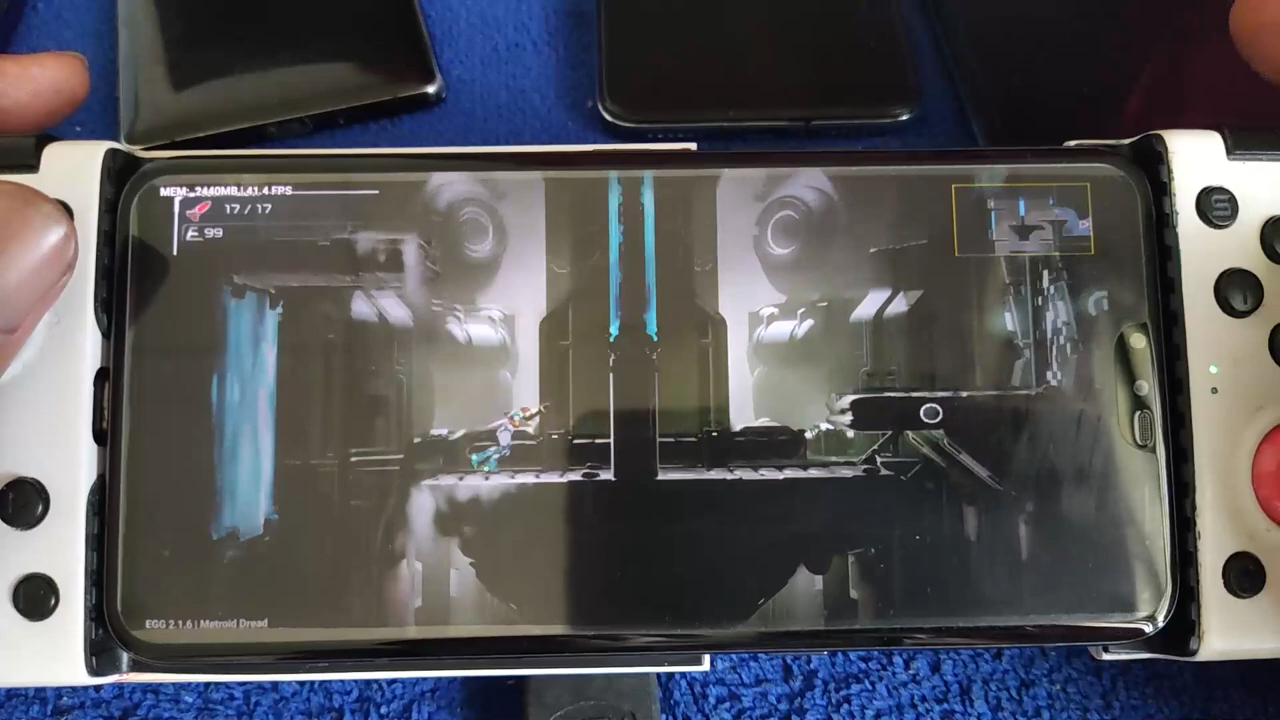 MEM: 2440MB | 41.4 FPS
17 / 17
E 99
EGG 2.1.6 | Metroid Dread